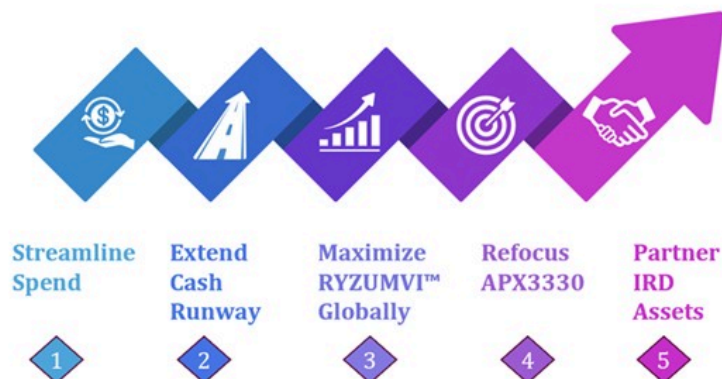 Streamline
Spend
Extend
Cash
Runway
Maximize
RYZUMVI™
Globally
Refocus
APX3330
Partner
IRD
Assets
1
2
3
4
5